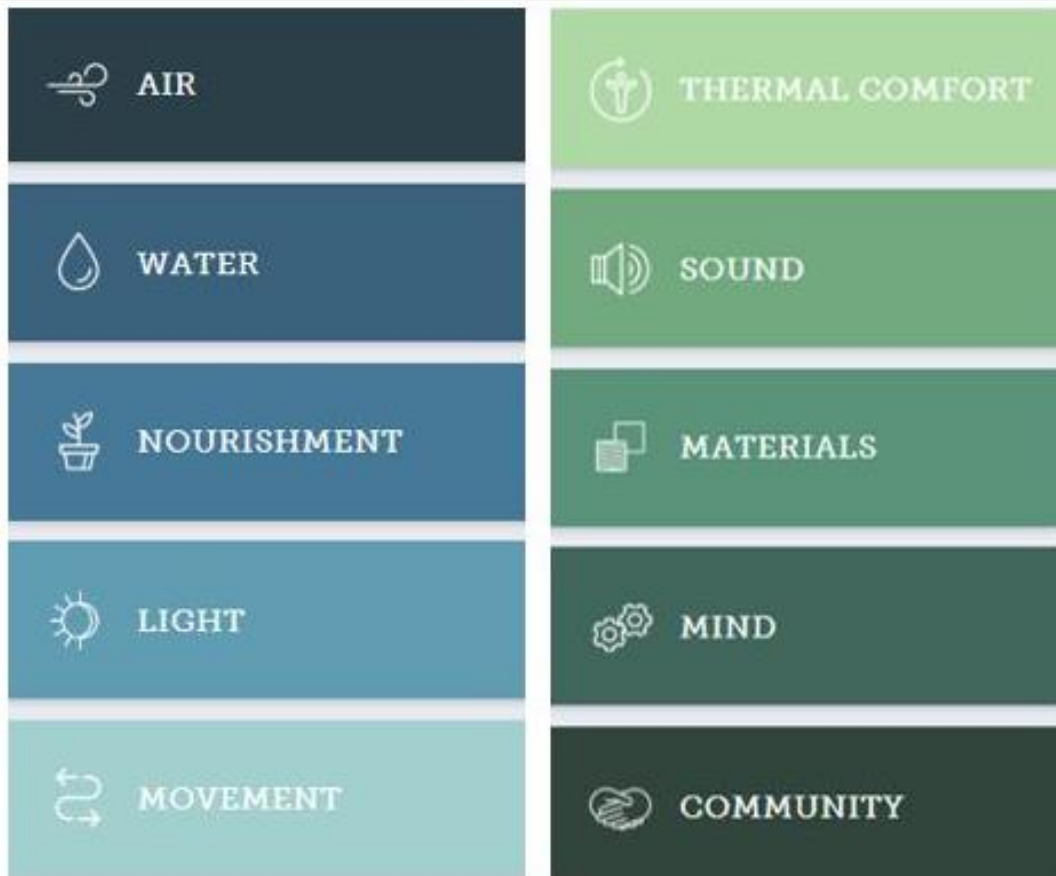 AIR
WATER
NOURISHMENT
LIGHT
MOVEMENT
THERMAL COMFORT
SOUND
MATERIALS
MIND
COMMUNITY